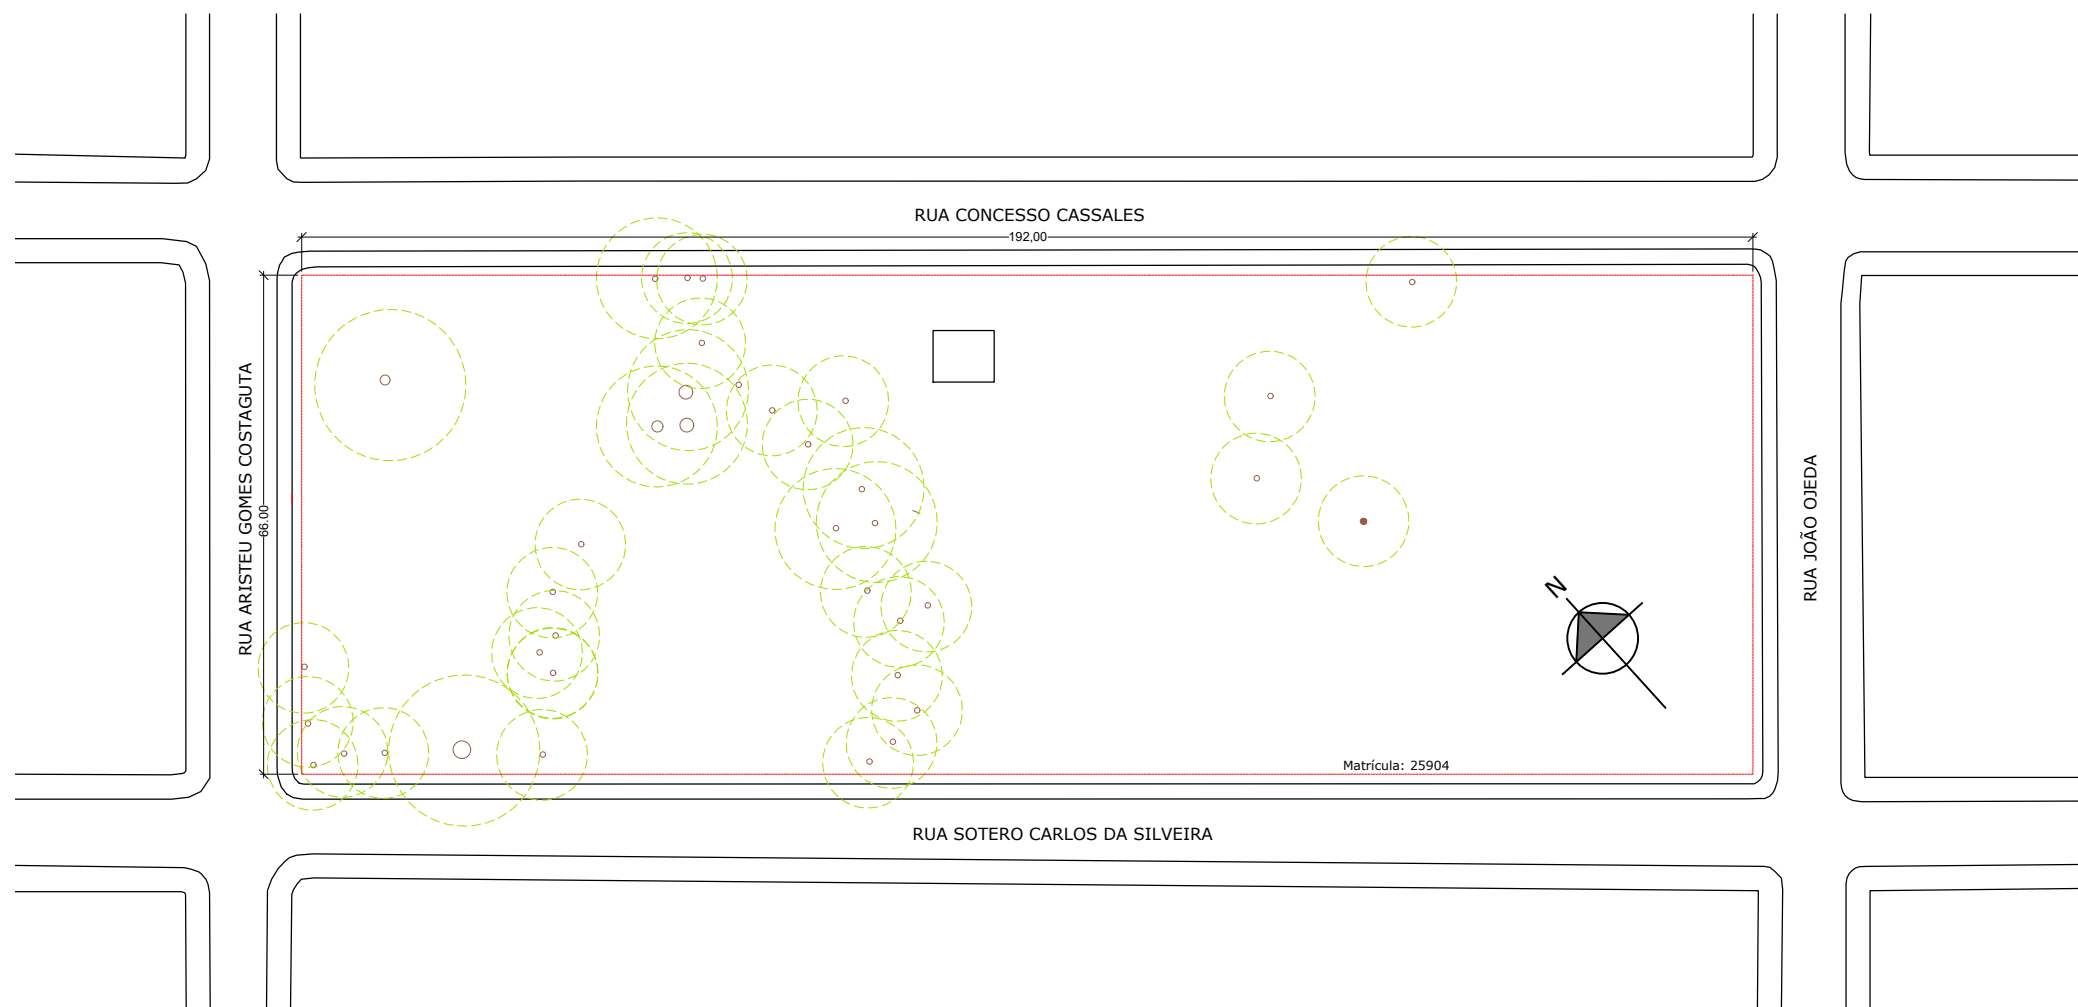 RUA CONCESSO CASSALES
192,00
RUA ARISTEU GOMES COSTAGUTA
66,00
RUA JOÃO OJEDA
N
Matrícula: 25904
RUA SOTERO CARLOS DA SILVEIRA